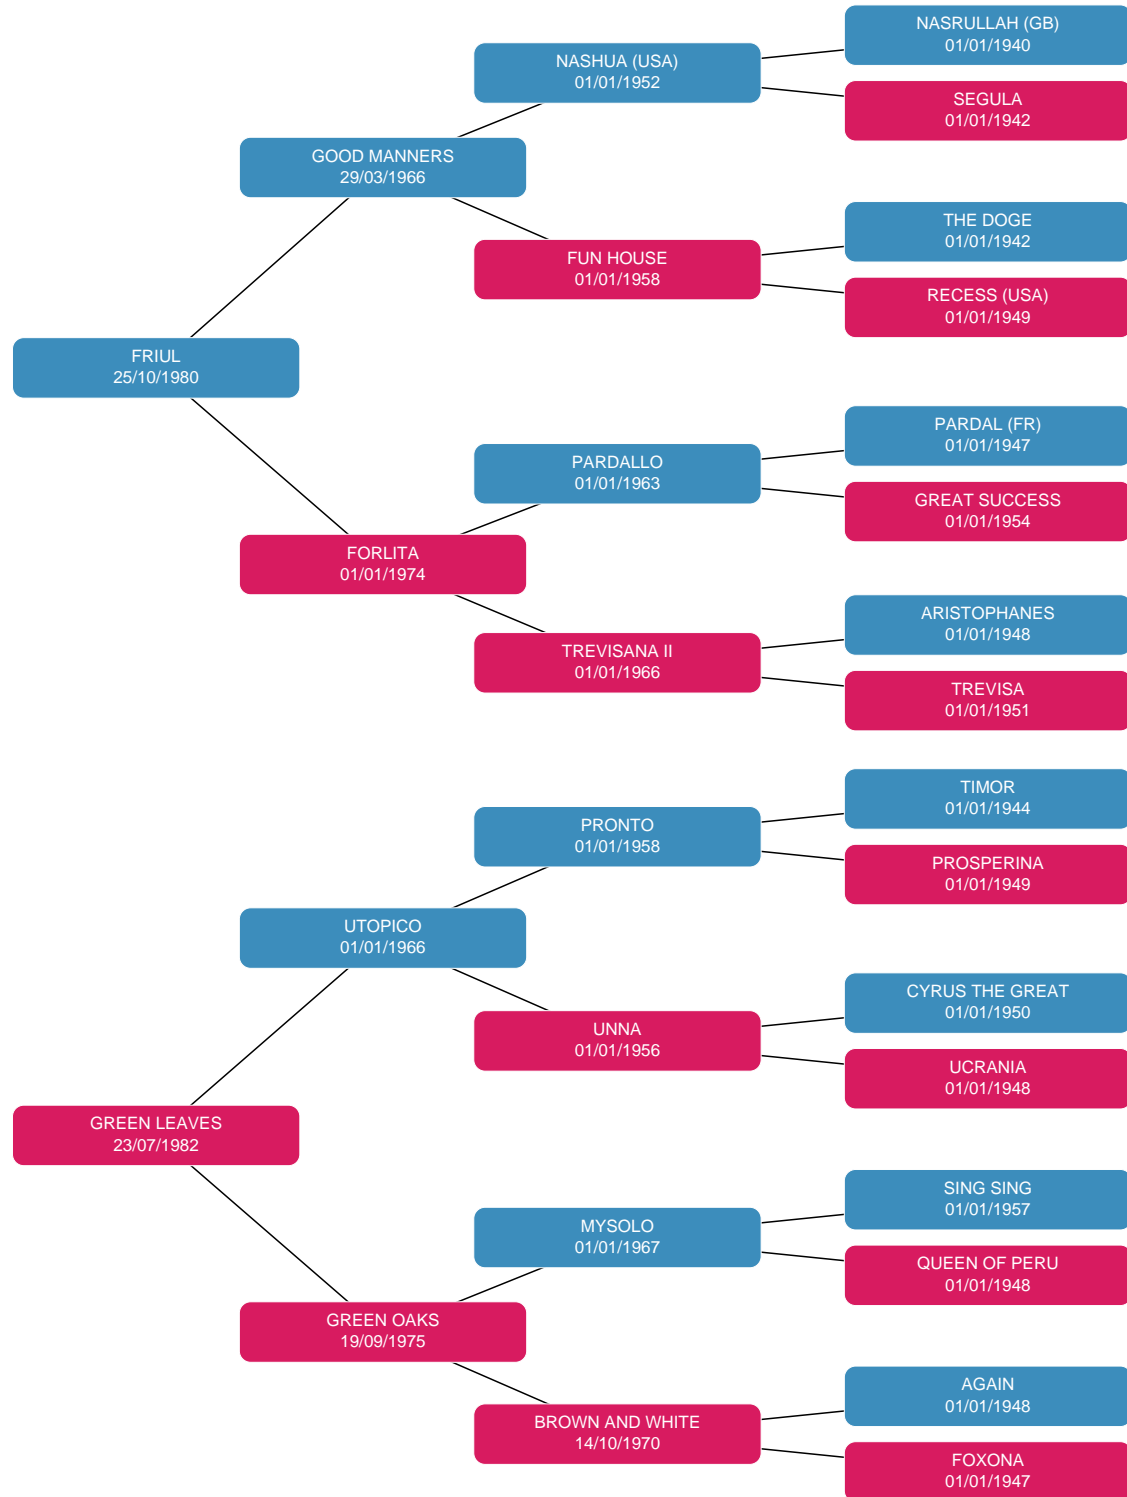 NASRULLAH (GB)
01/01/1940
NASHUA (USA)
01/01/1952
SEGULA
01/01/1942
GOOD MANNERS
29/03/1966
THE DOGE
01/01/1942
FUN HOUSE
01/01/1958
RECESS (USA)
01/01/1949
FRIUL
25/10/1980
PARDAL (FR)
01/01/1947
PARDALLO
01/01/1963
GREAT SUCCESS
01/01/1954
FORLITA
01/01/1974
ARISTOPHANES
01/01/1948
TREVISANA II
01/01/1966
TREVISA
01/01/1951
TIMOR
01/01/1944
PRONTO
01/01/1958
PROSPERINA
01/01/1949
UTOPICO
01/01/1966
CYRUS THE GREAT
01/01/1950
UNNA
01/01/1956
UCRANIA
01/01/1948
GREEN LEAVES
23/07/1982
SING SING
01/01/1957
MYSOLO
01/01/1967
QUEEN OF PERU
01/01/1948
GREEN OAKS
19/09/1975
AGAIN
01/01/1948
BROWN AND WHITE
14/10/1970
FOXONA
01/01/1947